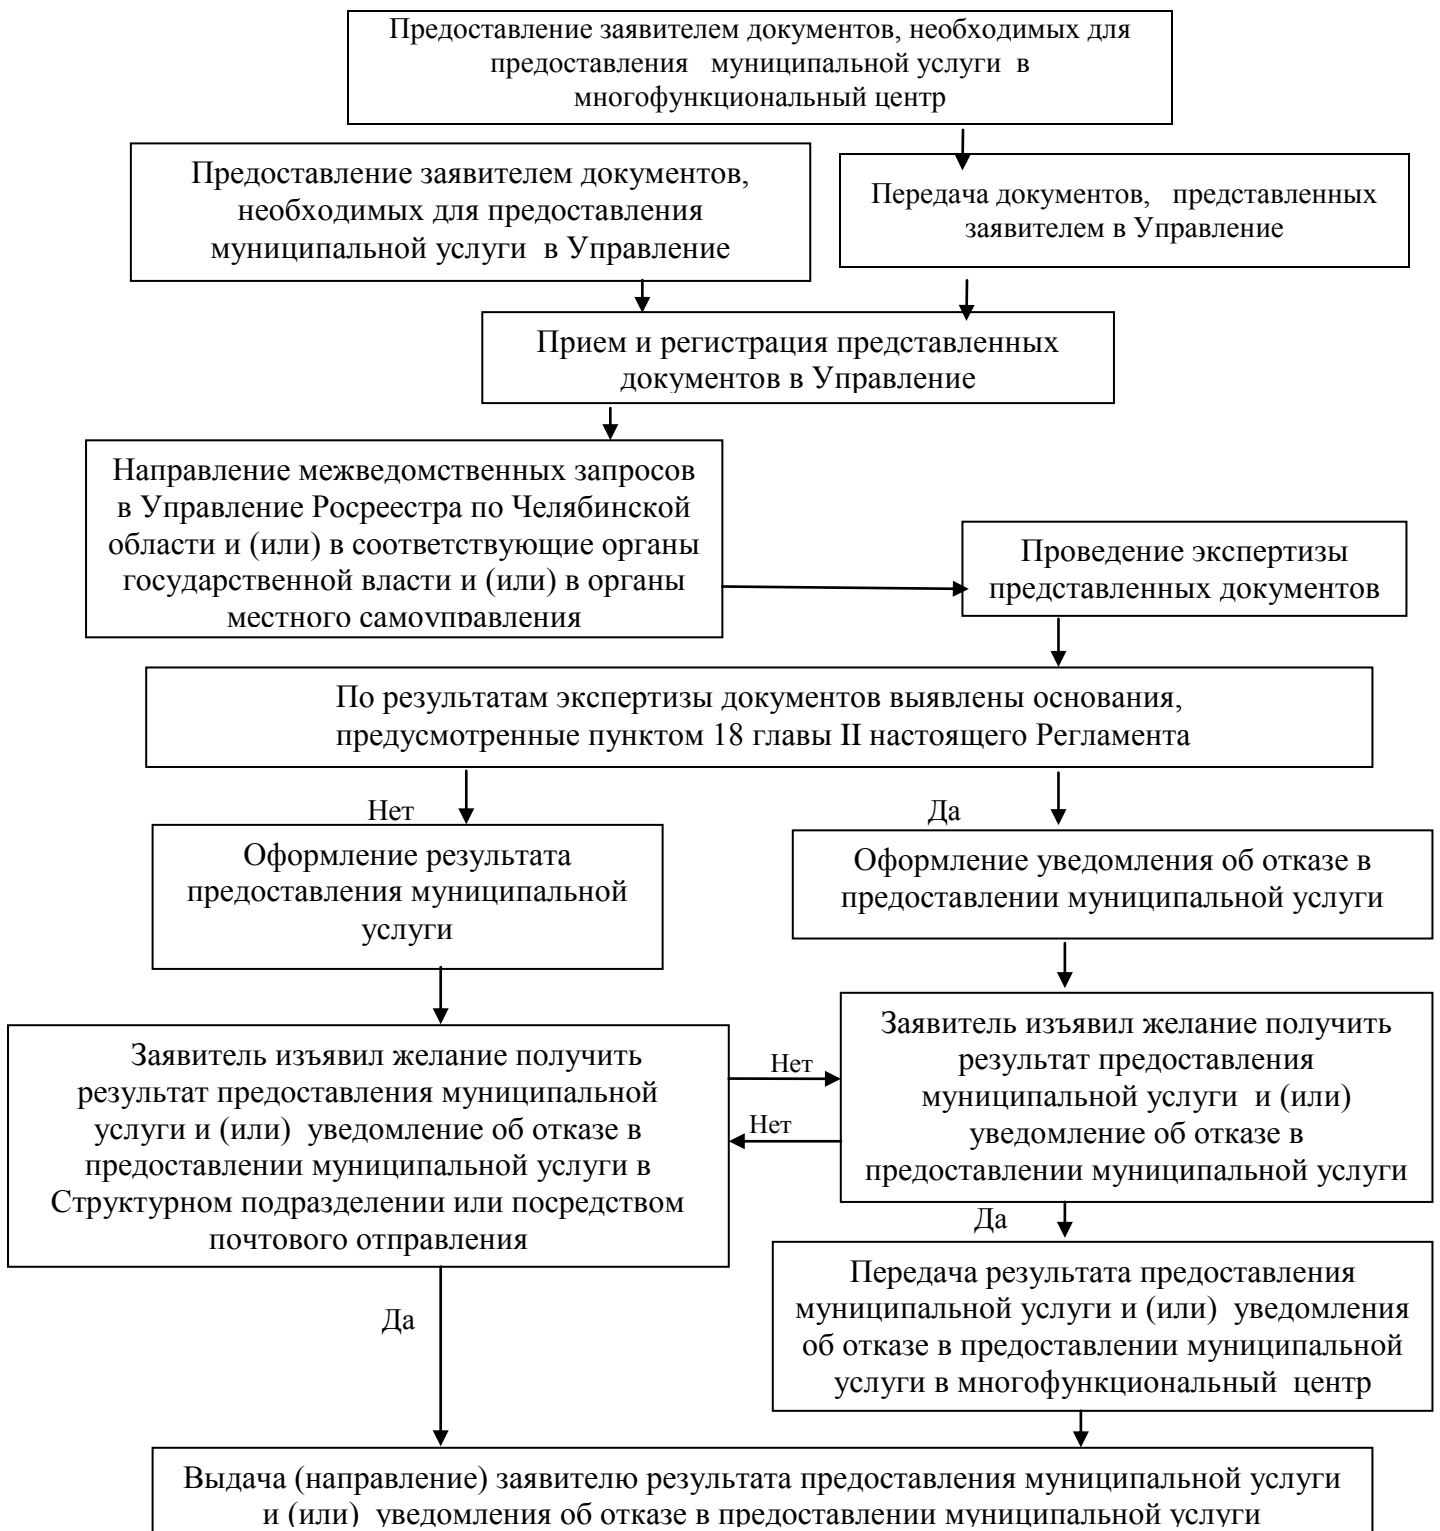 Предоставление заявителем документов, необходимых для
предоставления муниципальной услуги в
многофункциональный центр
Предоставление заявителем документов,
необходимых для предоставления
муниципальной услуги в Управление
Передача документов, представленных
заявителем в Управление
Прием и регистрация представленных
документов в Управление
Направление межведомственных запросов
в Управление Росреестра по Челябинской
области и (или) в соответствующие органы
государственной власти и (или) в органы
местного самоуправления
Проведение экспертизы
представленных документов
По результатам экспертизы документов выявлены основания,
предусмотренные пунктом 18 главы II настоящего Регламента
Нет
Да
Оформление результата
предоставления муниципальной
услуги
Оформление уведомления об отказе в
предоставлении муниципальной услуги
Заявитель изъявил желание получить
результат предоставления муниципальной
услуги и (или) уведомление об отказе в
предоставлении муниципальной услуги в
Структурном подразделении или посредством
почтового отправления
Нет
Нет
Заявитель изъявил желание получить
результат предоставления
муниципальной услуги и (или)
уведомление об отказе в
предоставлении муниципальной услуги
Да
Да
Передача результата предоставления
муниципальной услуги и (или) уведомления
об отказе в предоставлении муниципальной
услуги в многофункциональный центр
Выдача (направление) заявителю результата предоставления муниципальной услуги
и (или) уведомления об отказе в предоставлении муниципальной услуги